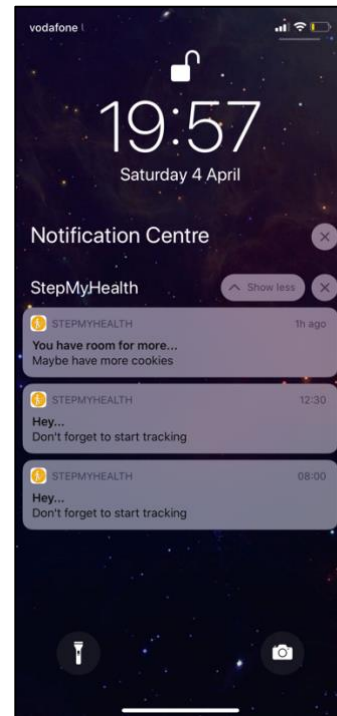 vodafone
19:57
Saturday 4 April
Notification Centre
StepMyHealth
Show less
STEPMYHEALTH 1h ago
You have room for more...
Maybe have more cookies
STEPMYHEALTH 12:30
Hey...
Don't forget to start tracking
STEPMYHEALTH 08:00
Hey...
Don't forget to start tracking